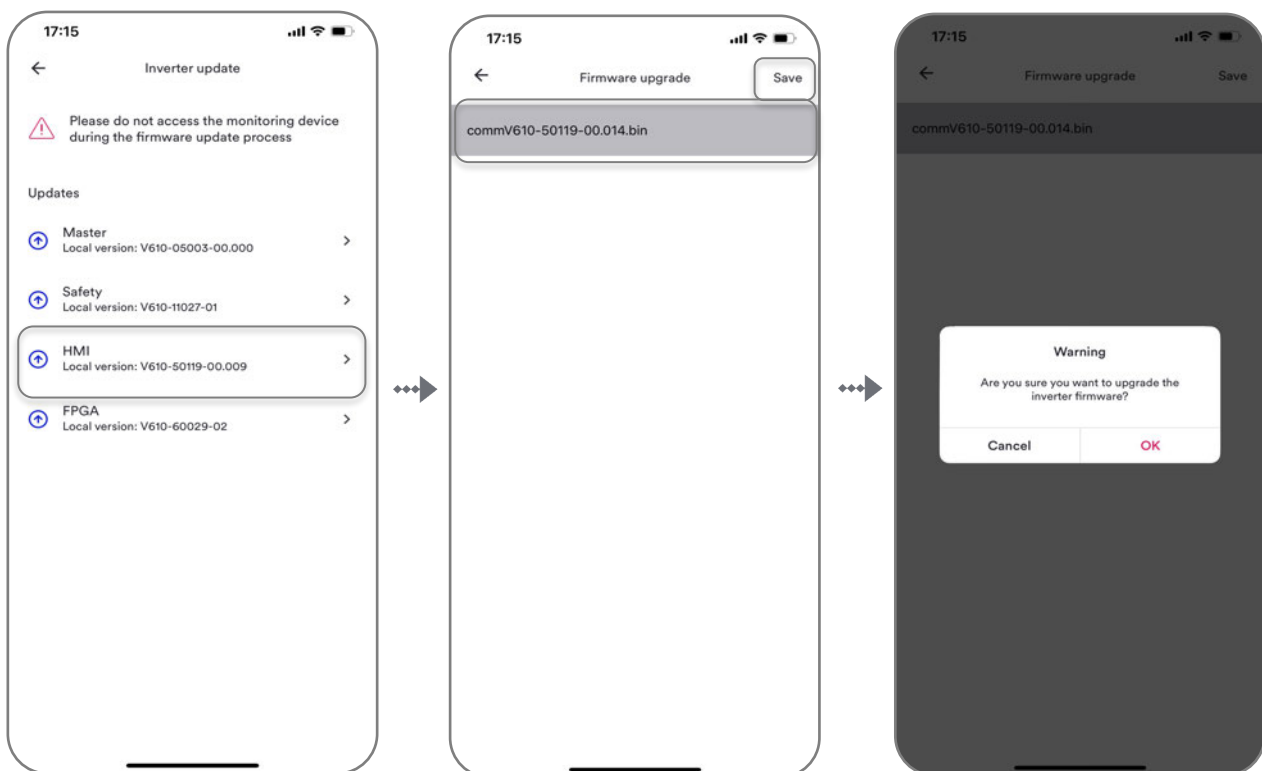 17:15
Inverter update
Please do not access the monitoring device
during the firmware update process
Updates
Master
Local version: V610-05003-00.000
Safety
Local version: V610-11027-01
HMI
Local version: V610-50119-00.009
FPGA
Local version: V610-60029-02
17:15
Firmware upgrade Save
commV610-50119-00.014.bin
17:15
Firmware upgrade Save
commV610-50119-00.014.bin
Warning
Are you sure you want to upgrade the
inverter firmware?
Cancel OK